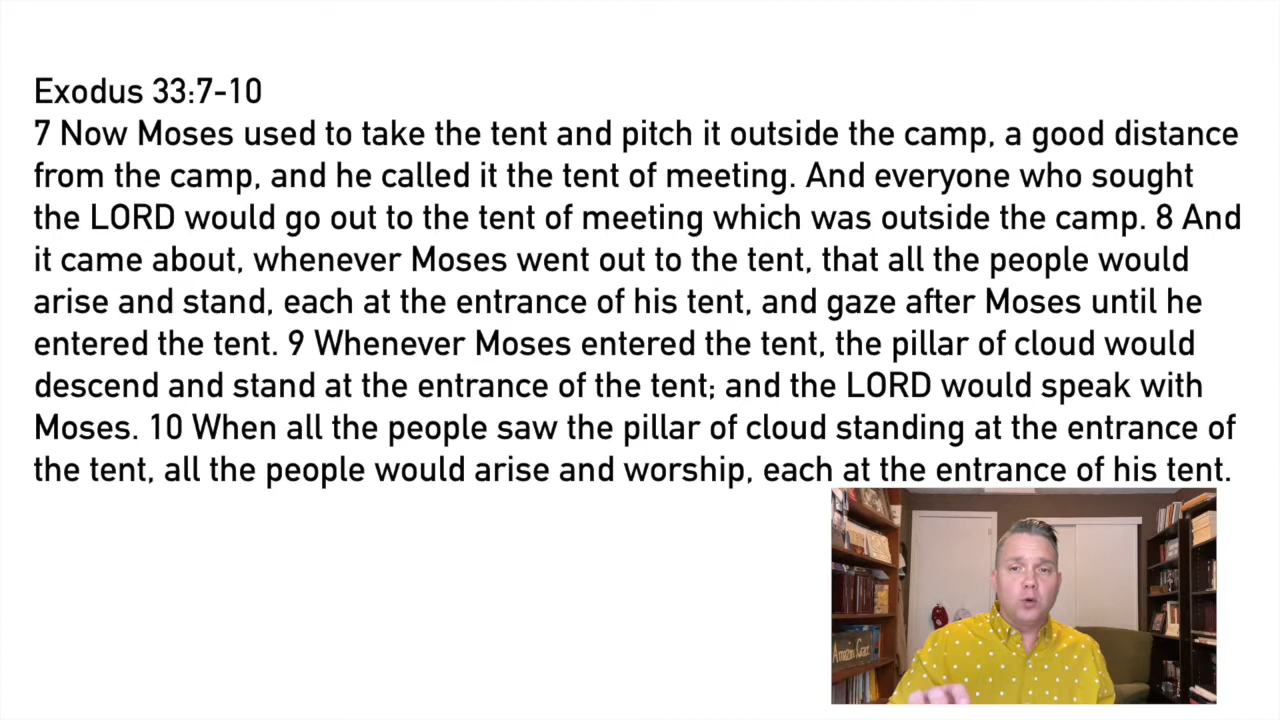 Exodus 33:7-10
7 Now Moses used to take the tent and pitch it outside the camp, a good distance
from the camp, and he called it the tent of meeting. And everyone who sought
the LORD would go out to the tent of meeting which was outside the camp. 8 And
it came about, whenever Moses went out to the tent, that all the people would
arise and stand, each at the entrance of his tent, and gaze after Moses until he
entered the tent. 9 Whenever Moses entered the tent, the pillar of cloud would
descend and stand at the entrance of the tent; and the LORD would speak with
Moses. 10 When all the people saw the pillar of cloud standing at the entrance of
the tent, all the people would arise and worship, each at the entrance of his tent.
Amazing Grace